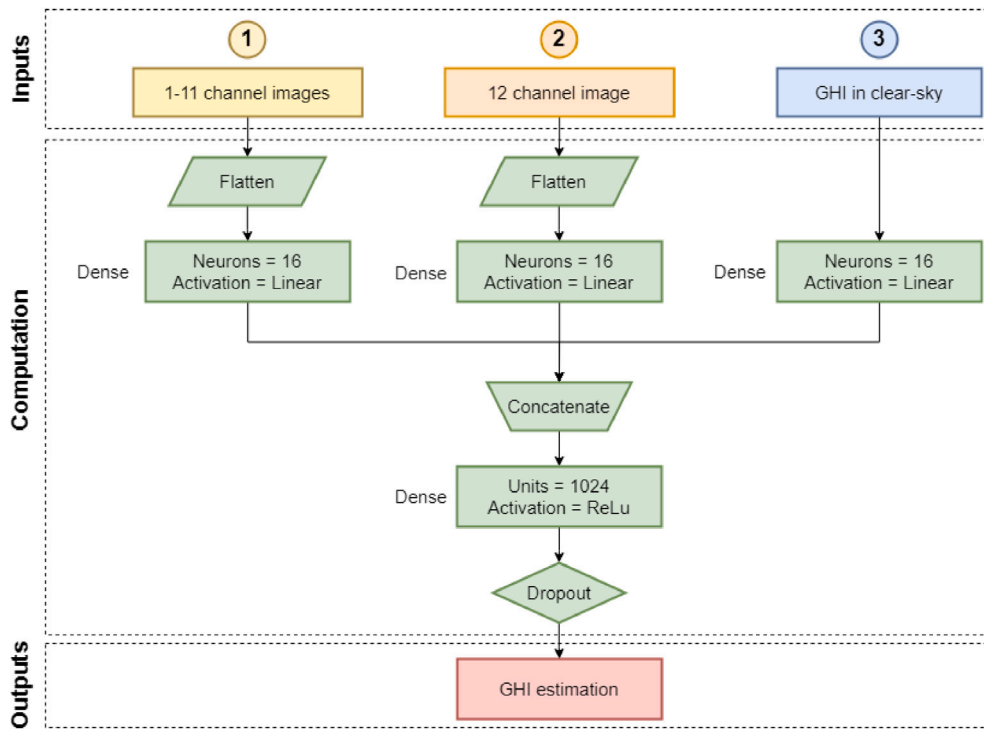 Inputs
1
2
3
1-11 channel images
12 channel image
GHI in clear-sky
Computation
Flatten
Flatten
Dense
Neurons = 16
Activation = Linear
Dense
Neurons = 16
Activation = Linear
Dense
Neurons = 16
Activation = Linear
Concatenate
Dense
Units = 1024
Activation = ReLu
Dropout
Outputs
GHI estimation